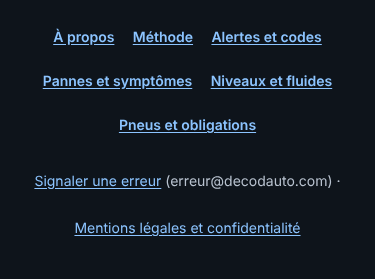 À propos Méthode Alertes et codes
Pannes et symptômes Niveaux et fluides
Pneus et obligations
Signaler une erreur (erreur@decodauto.com) ·
Mentions légales et confidentialité